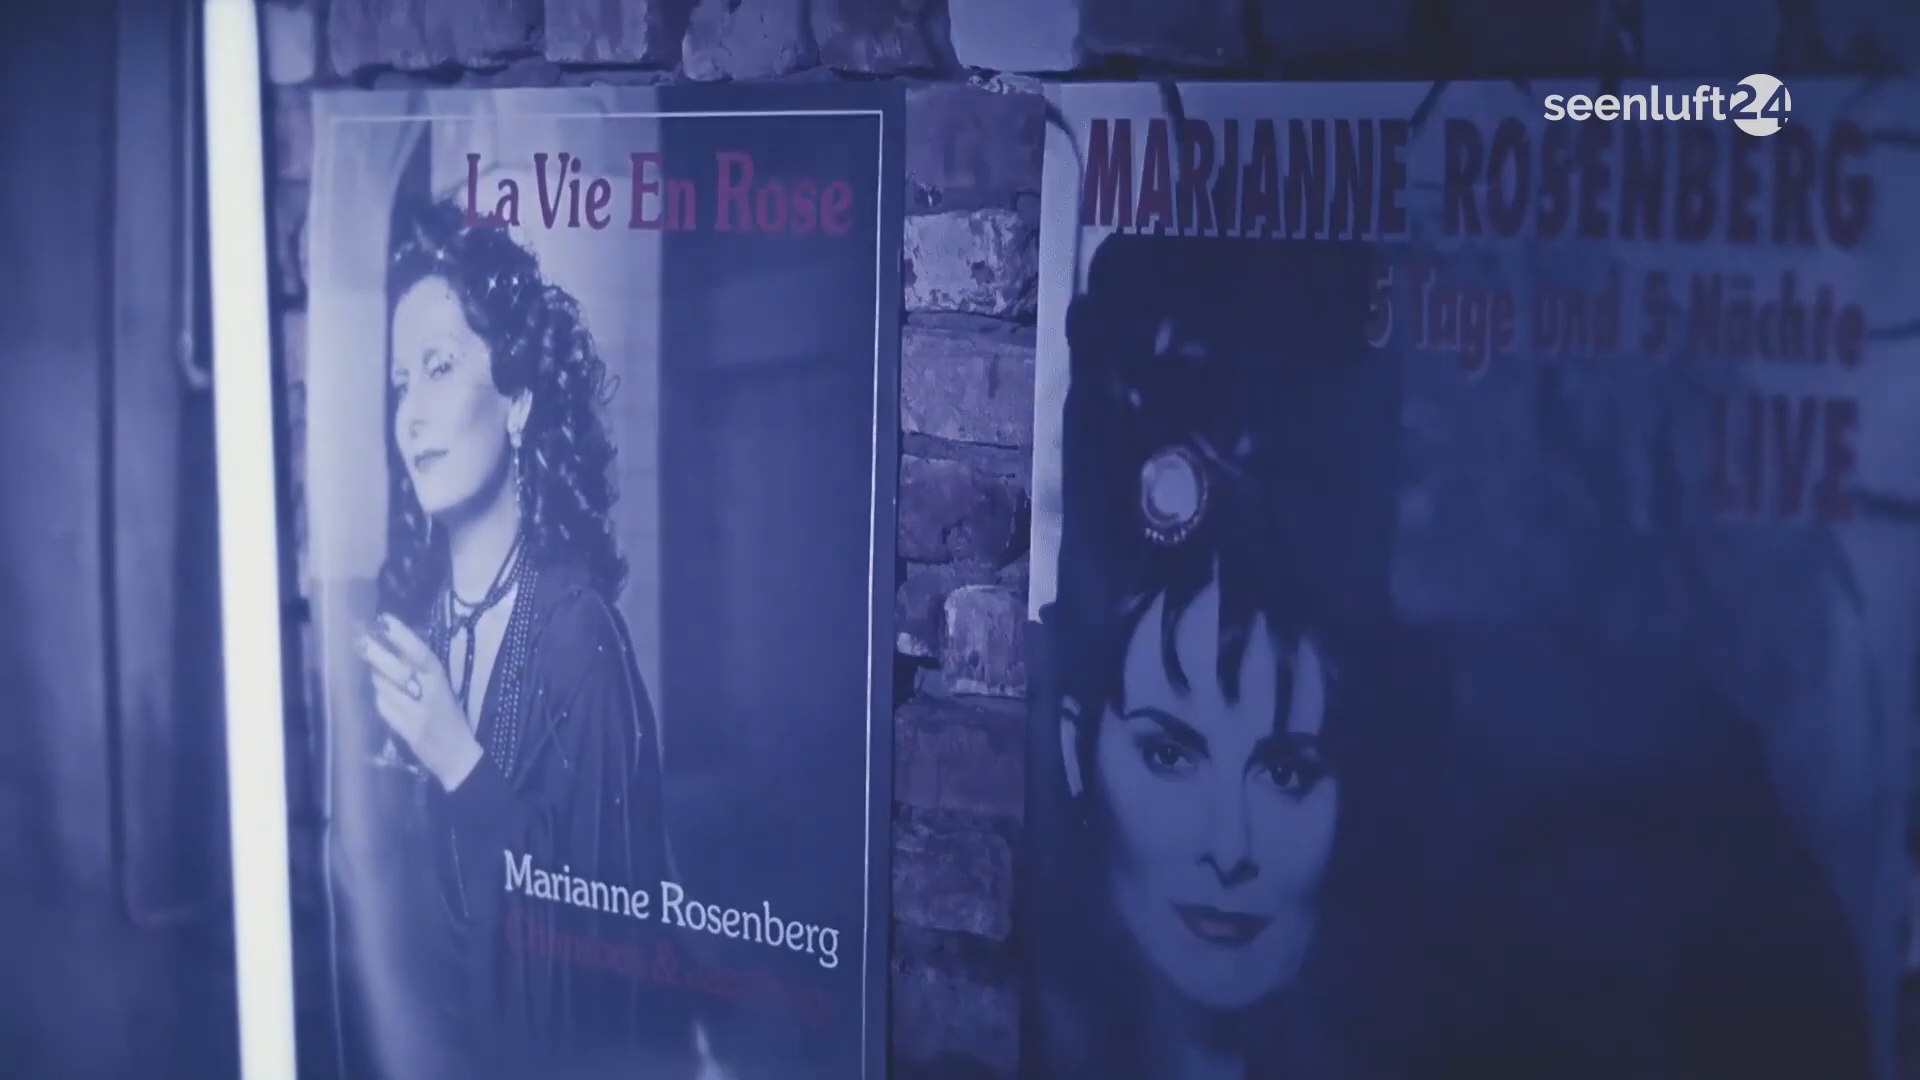 seenluft24
La Vie En Rose
Marianne Rosenberg
MARIANNE ROSENBERG
5 Tage und 5 Nächte
LIVE